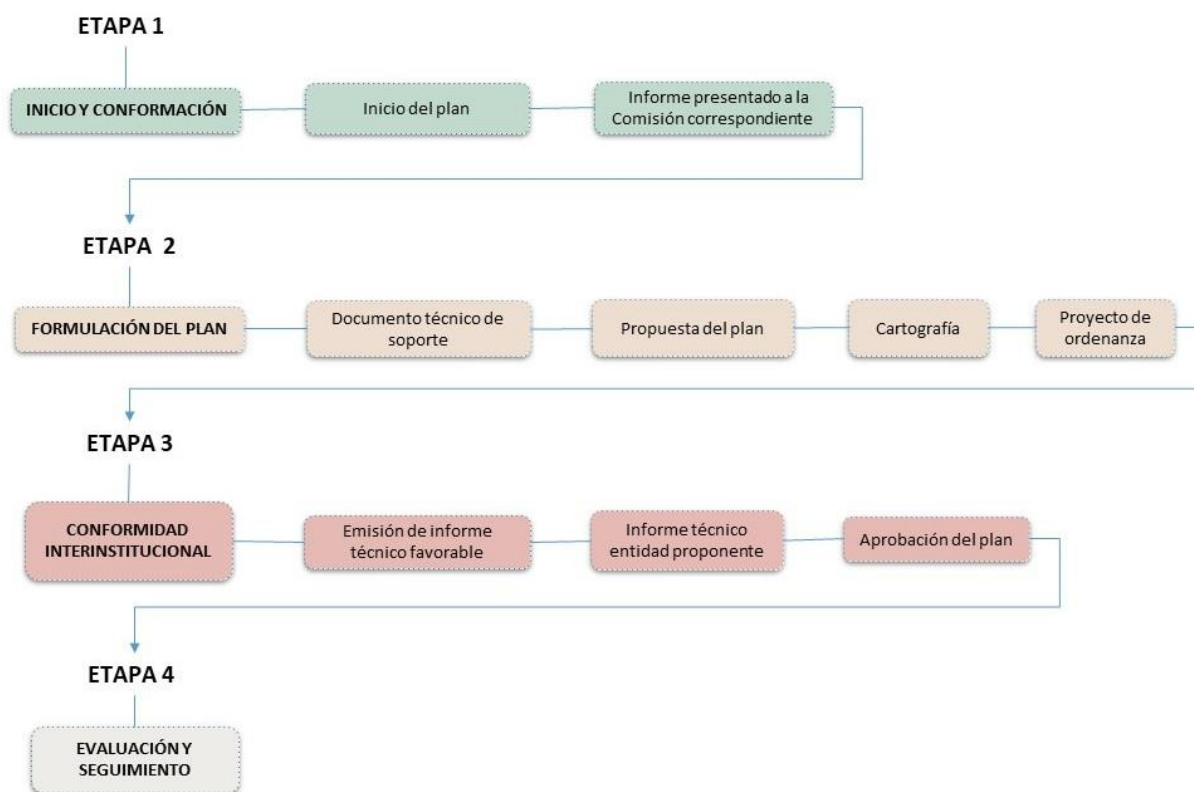 ETAPA 1
INICIO Y CONFORMACIÓN
Inicio del plan
Informe presentado a la
Comisión correspondiente
ETAPA 2
FORMULACIÓN DEL PLAN
Documento técnico de
soporte
Propuesta del plan
Cartografía
Proyecto de
ordenanza
ETAPA 3
CONFORMIDAD
INTERINSTITUCIONAL
Emisión de informe
técnico favorable
Informe técnico
entidad proponente
Aprobación del plan
ETAPA 4
EVALUACIÓN Y
SEGUIMIENTO